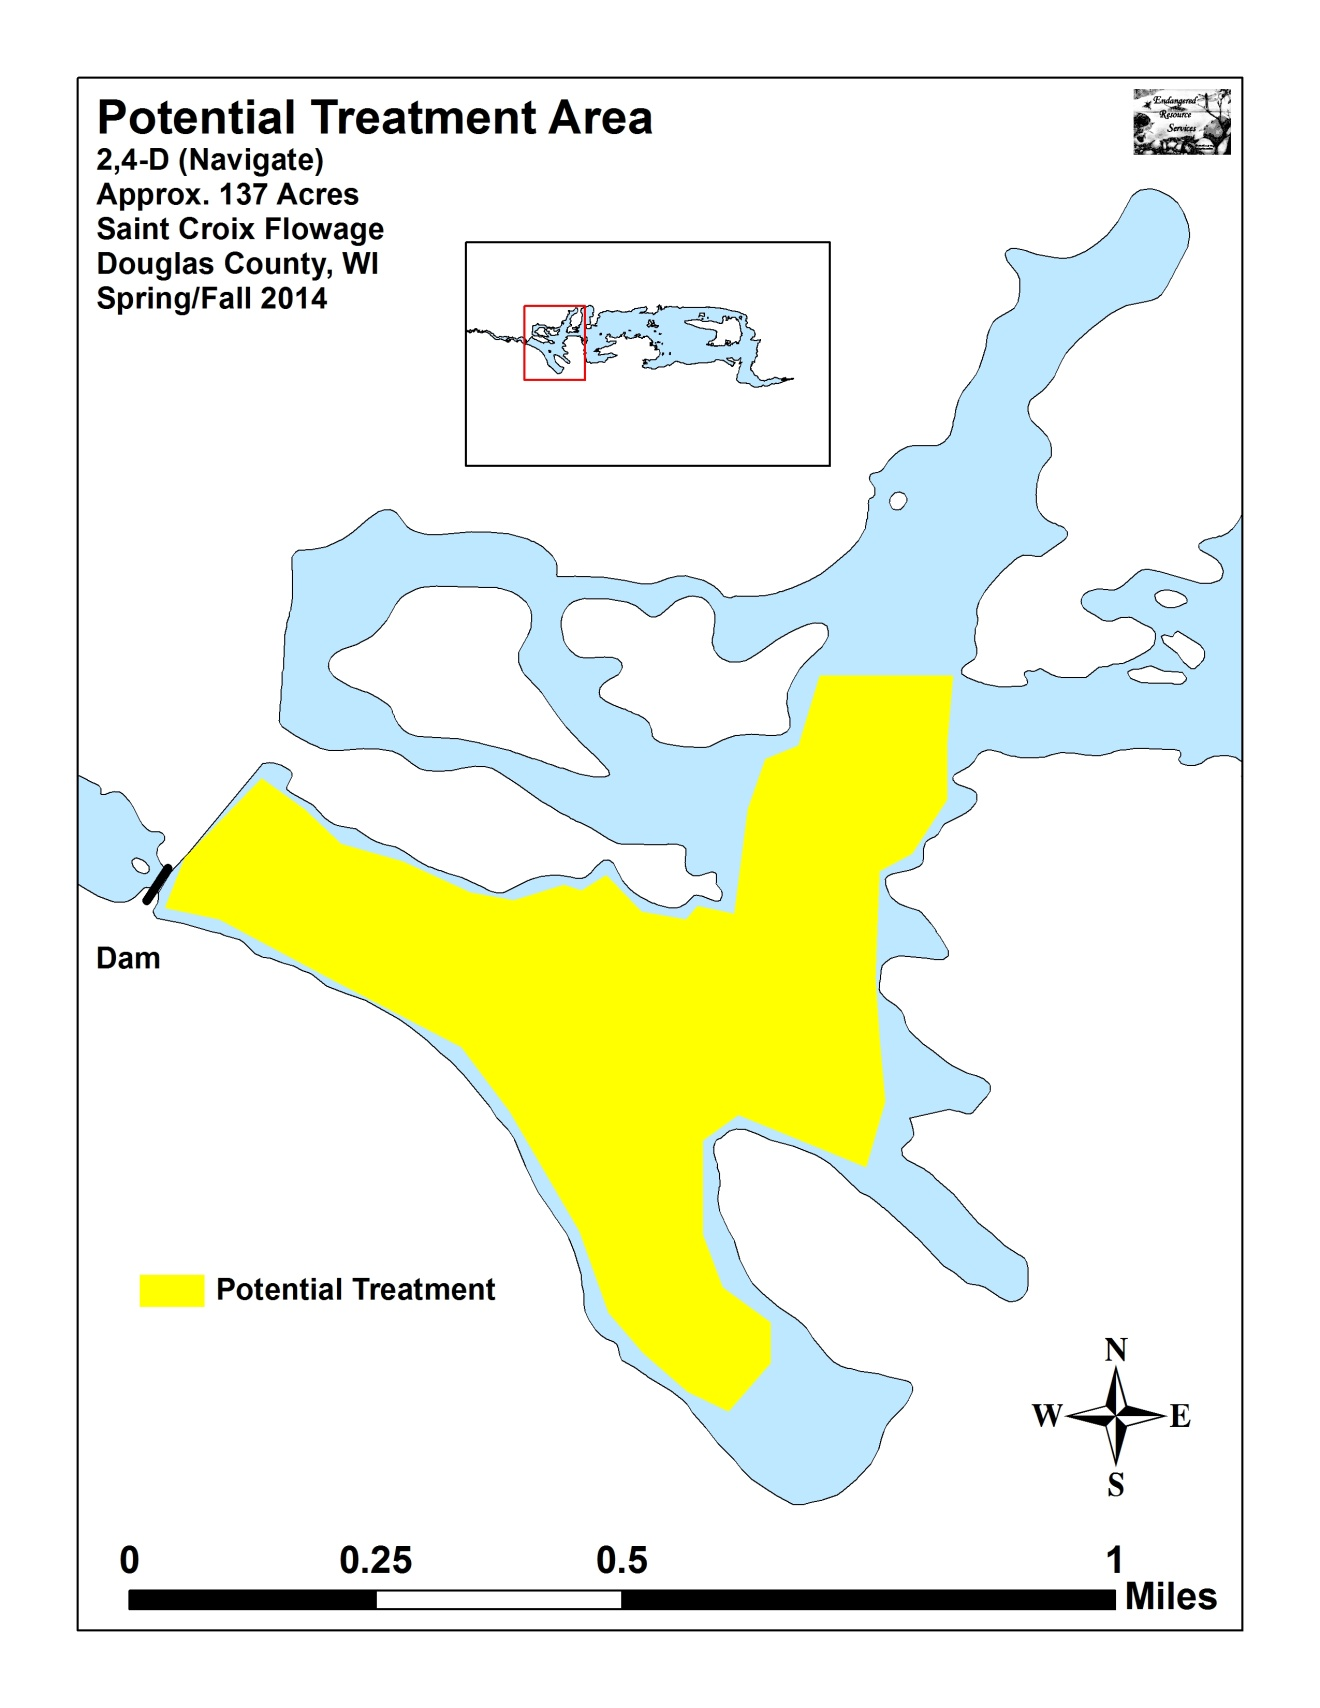 Potential Treatment Area
2,4-D (Navigate)
Approx. 137 Acres
Saint Croix Flowage
Douglas County, WI
Spring/Fall 2014
Endangered
Resource
Services
Dam
Potential Treatment
N
W E
S
0 0.25 0.5 1
Miles